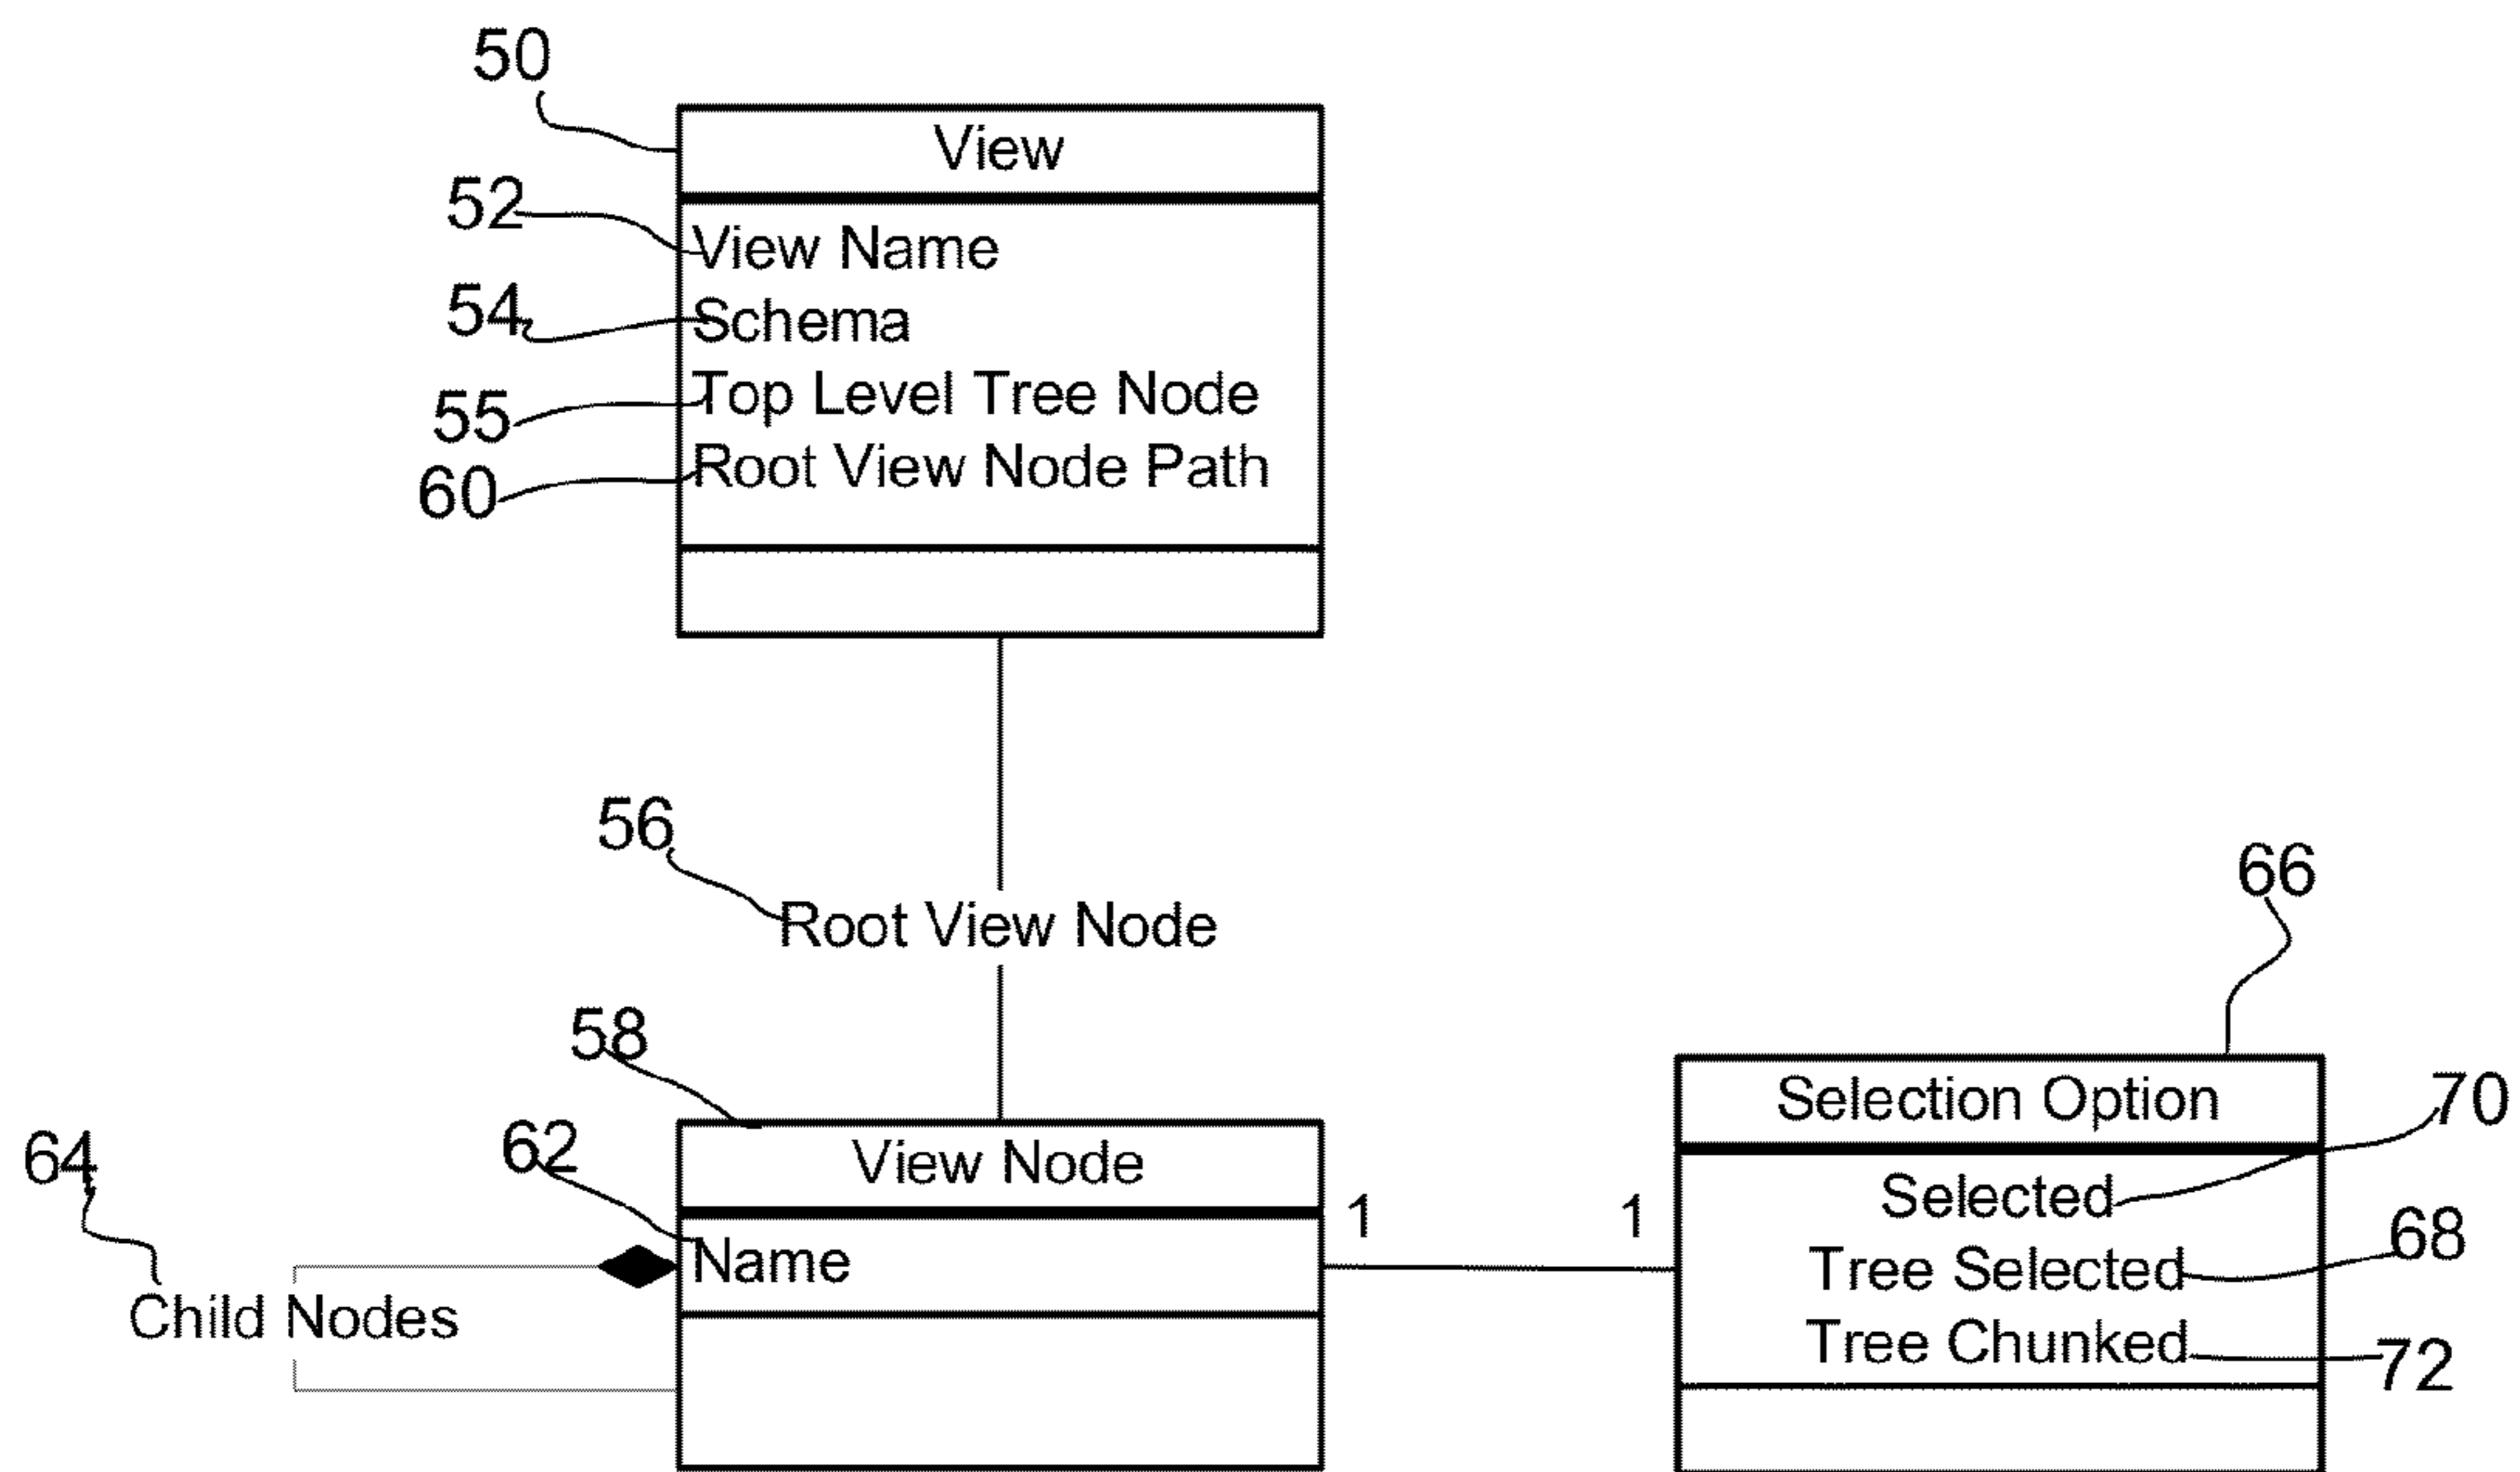 50
View
52
View Name
54
Schema
55
Top Level Tree Node
60
Root View Node Path
56
Root View Node
66
58
View Node
62
Name
64
Child Nodes
1
1
Selection Option
70
Selected
68
Tree Selected
72
Tree Chunked